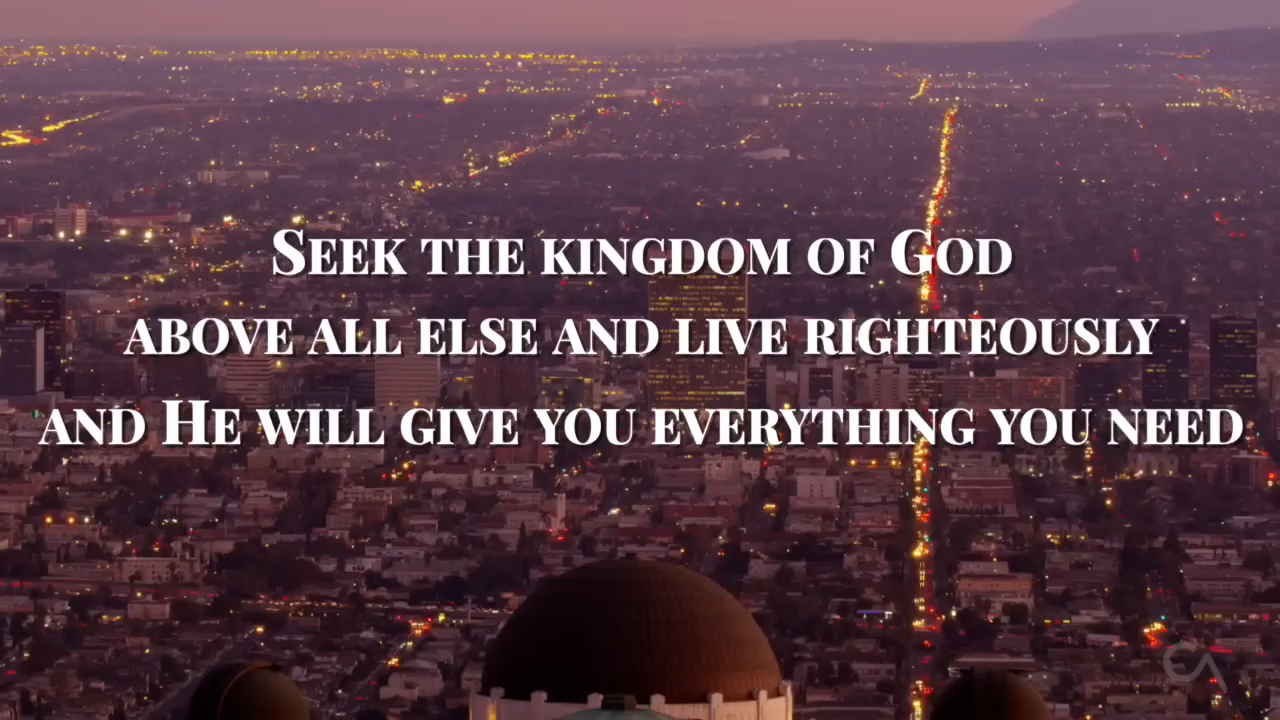 Seek the kingdom of God
above all else and live righteously
and He will give you everything you need
CA